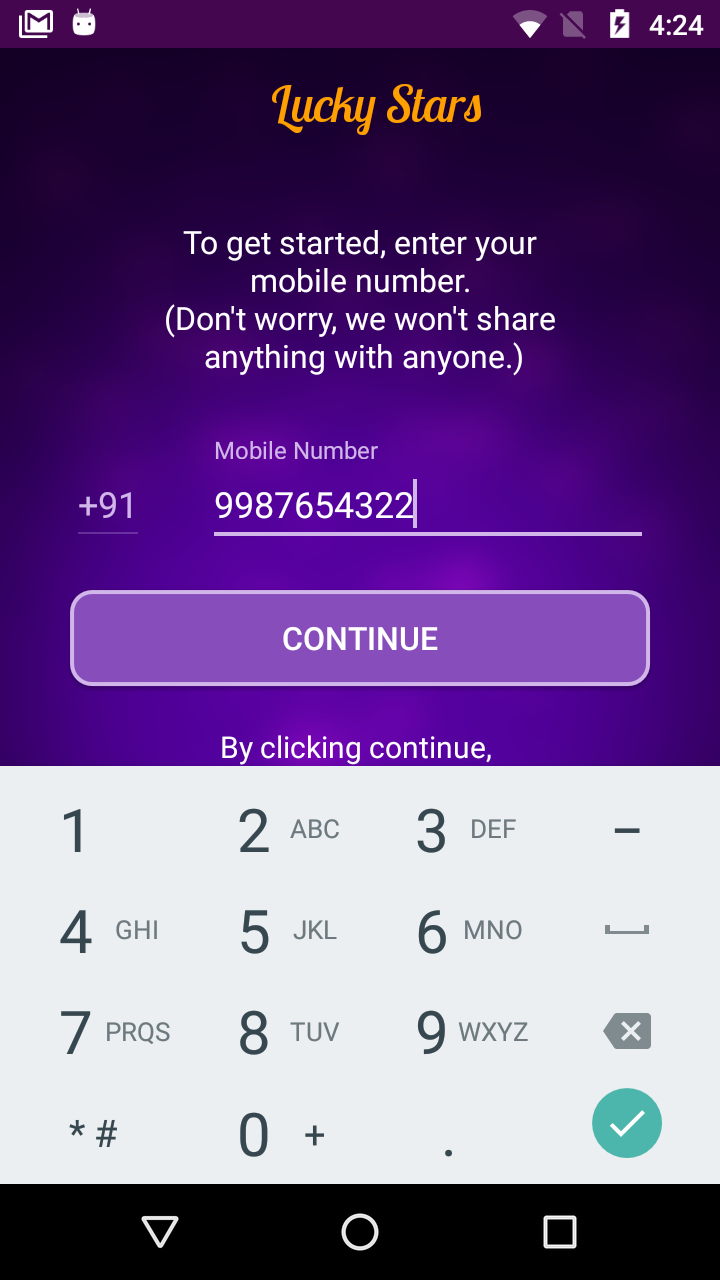 4:24
Lucky Stars
To get started, enter your
mobile number.
(Don't worry, we won't share
anything with anyone.)
Mobile Number
+91 9987654322
CONTINUE
By clicking continue,
1 2 ABC 3 DEF –
4 GHI 5 JKL 6 MNO
7 PRQS 8 TUV 9 WXYZ
* # 0 + .